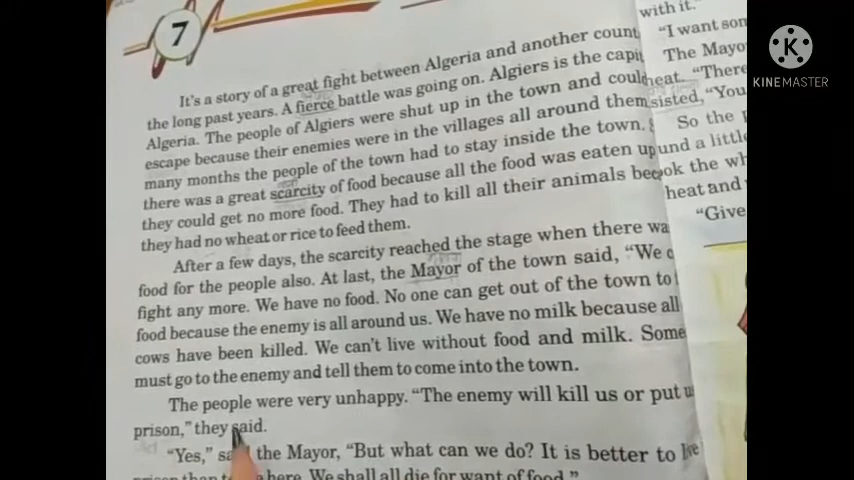 7
It's a story of a great fight between Algeria and another count
the long past years. A fierce battle was going on. Algiers is the capi
Algeria. The people of Algiers were shut up in the town and coul
escape because their enemies were in the villages all around them
many months the people of the town had to stay inside the town.
there was a great scarcity of food because all the food was eaten up
they could get no more food. They had to kill all their animals bec
they had no wheat or rice to feed them.
After a few days, the scarcity reached the stage when there wa
food for the people also. At last, the Mayor of the town said, "We c
fight any more. We have no food. No one can get out of the town to
food because the enemy is all around us. We have no milk because all
cows have been killed. We can't live without food and milk. Some
must go to the enemy and tell them to come into the town.
The people were very unhappy. "The enemy will kill us or put u
prison," they said.
"Yes," said the Mayor, "But what can we do? It is better to live
here. We shall all die for want of food."
with it."
"I want som
The Mayo
heat. "There
sisted, "You
So the
und a little
ok the wh
heat and
"Give
K
KINEMASTER